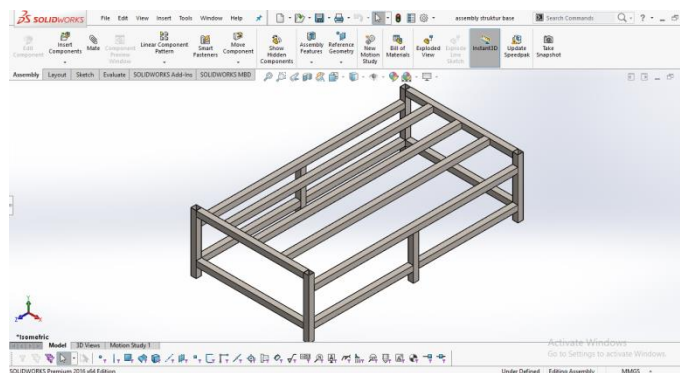 SOLIDWORKS File Edit View Insert Tools Window Help assembly struktur base Search Commands
Edit Component
Insert Components
Mate
Component Preview Window
Linear Component Pattern
Smart Fasteners
Move Component
Show Hidden Components
Assembly Features
Reference Geometry
New Motion Study
Bill of Materials
Exploded View
Explode Line Sketch
Instant3D
Update Speedpak
Take Snapshot
Assembly Layout Sketch Evaluate SOLIDWORKS Add-Ins SOLIDWORKS MBD
*Isometric
Activate Windows
Go to Settings to activate Windows.
Model 3D Views Motion Study 1
SOLIDWORKS Premium 2016 x64 Edition Under Defined Editing Assembly MMGS